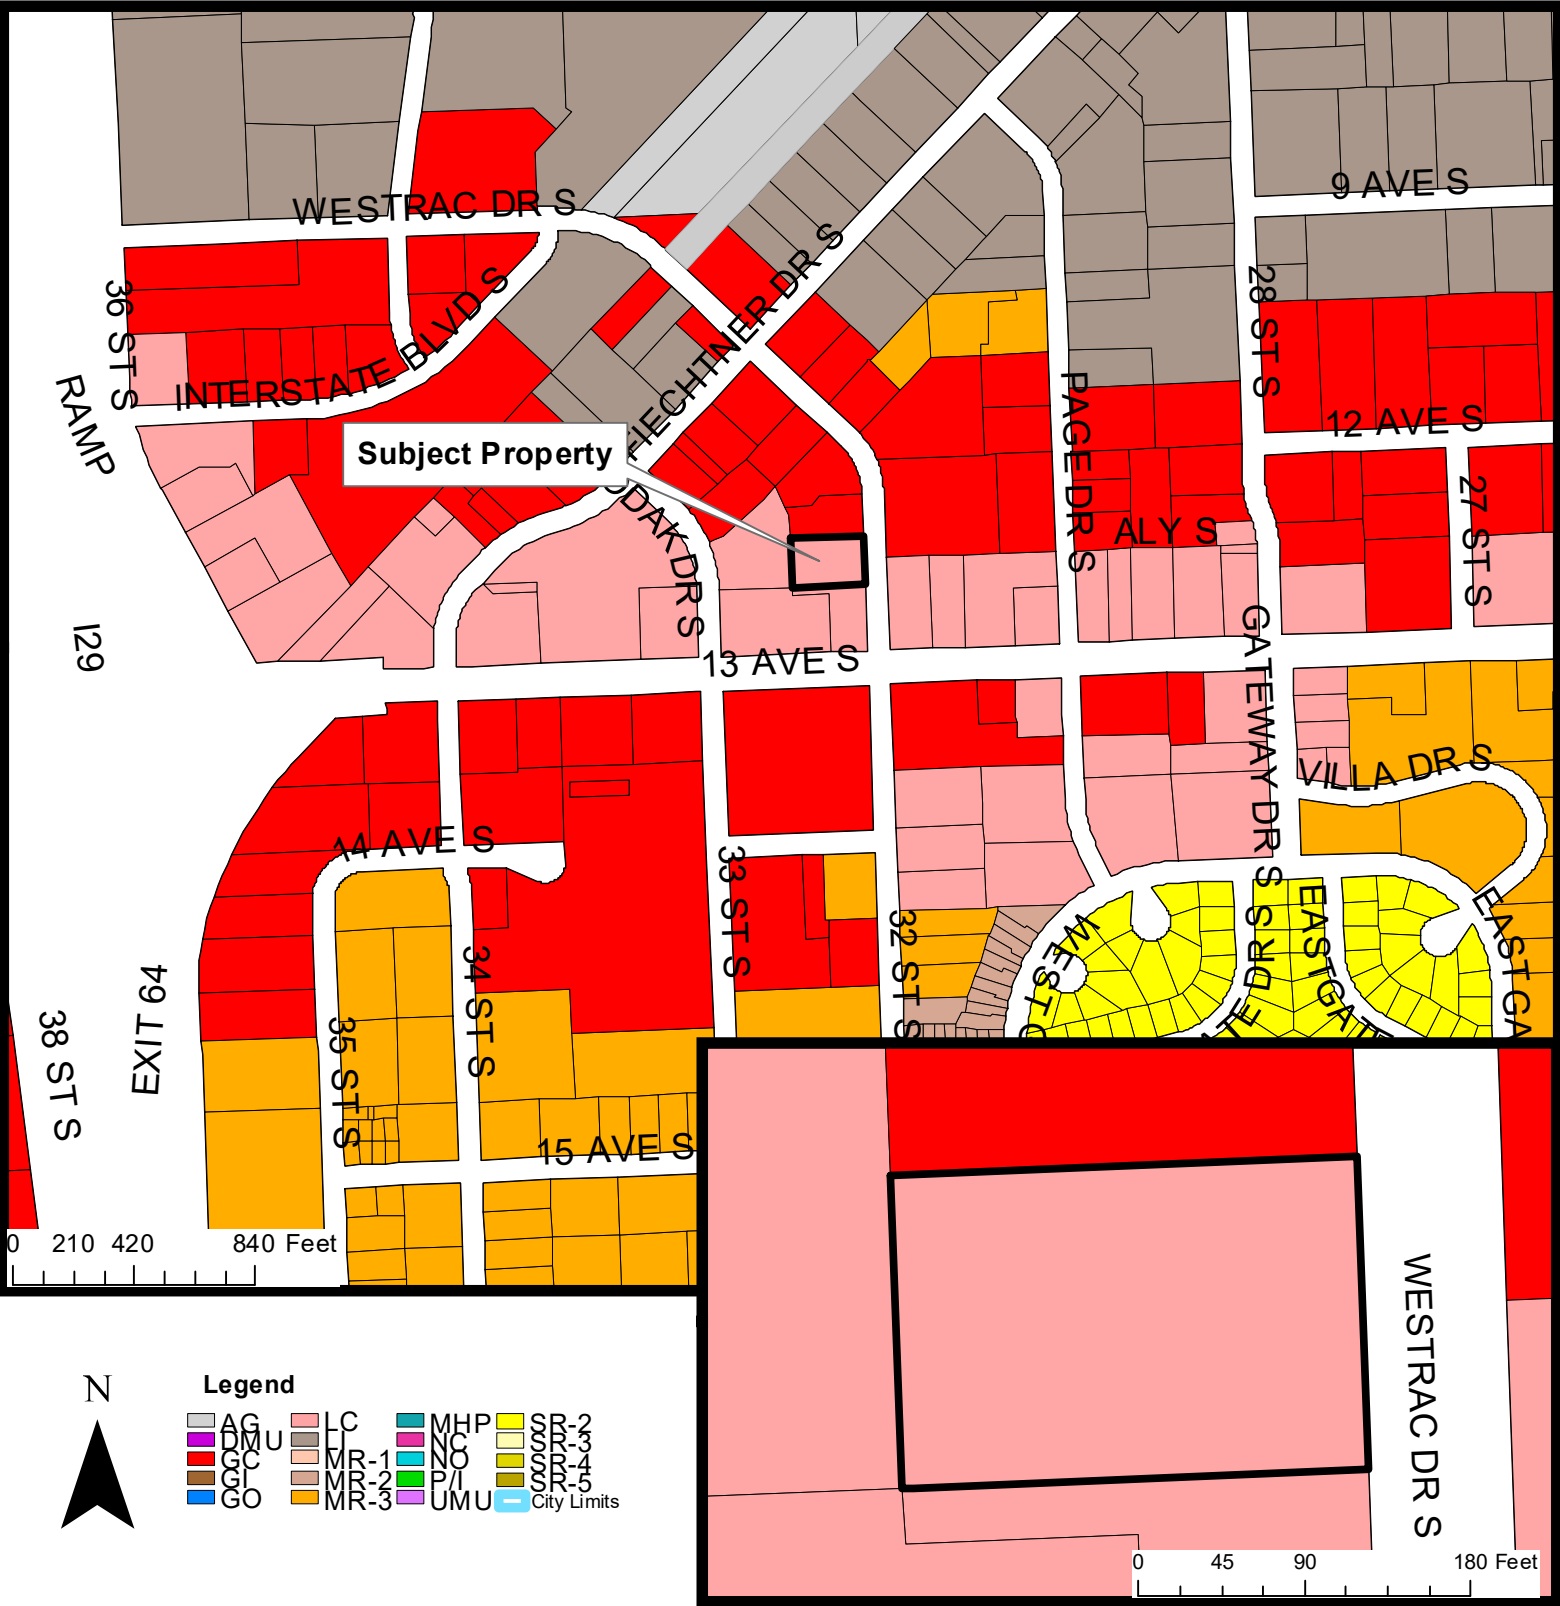 WESTRAC DR S
9 AVE S
36 ST S
INTERSTATE BLVD S
FIECHTNER DR S
28 ST S
RAMP
Subject Property
PAGE DR S
12 AVE S
27 ST S
ALY S
I29
13 AVE S
GATEWAY DR S
VILLA DR S
14 AVE S
33 ST S
32 ST S
34 ST S
35 ST S
EXIT 64
38 ST S
15 AVE S
0 210 420 840 Feet
WESTRAC DR S
0 45 90 180 Feet
N
Legend
AG
DMU
GC
GI
GO
LC
LI
MR-1
MR-2
MR-3
MHP
NC
NO
P/I
UMU
SR-2
SR-3
SR-4
SR-5
City Limits